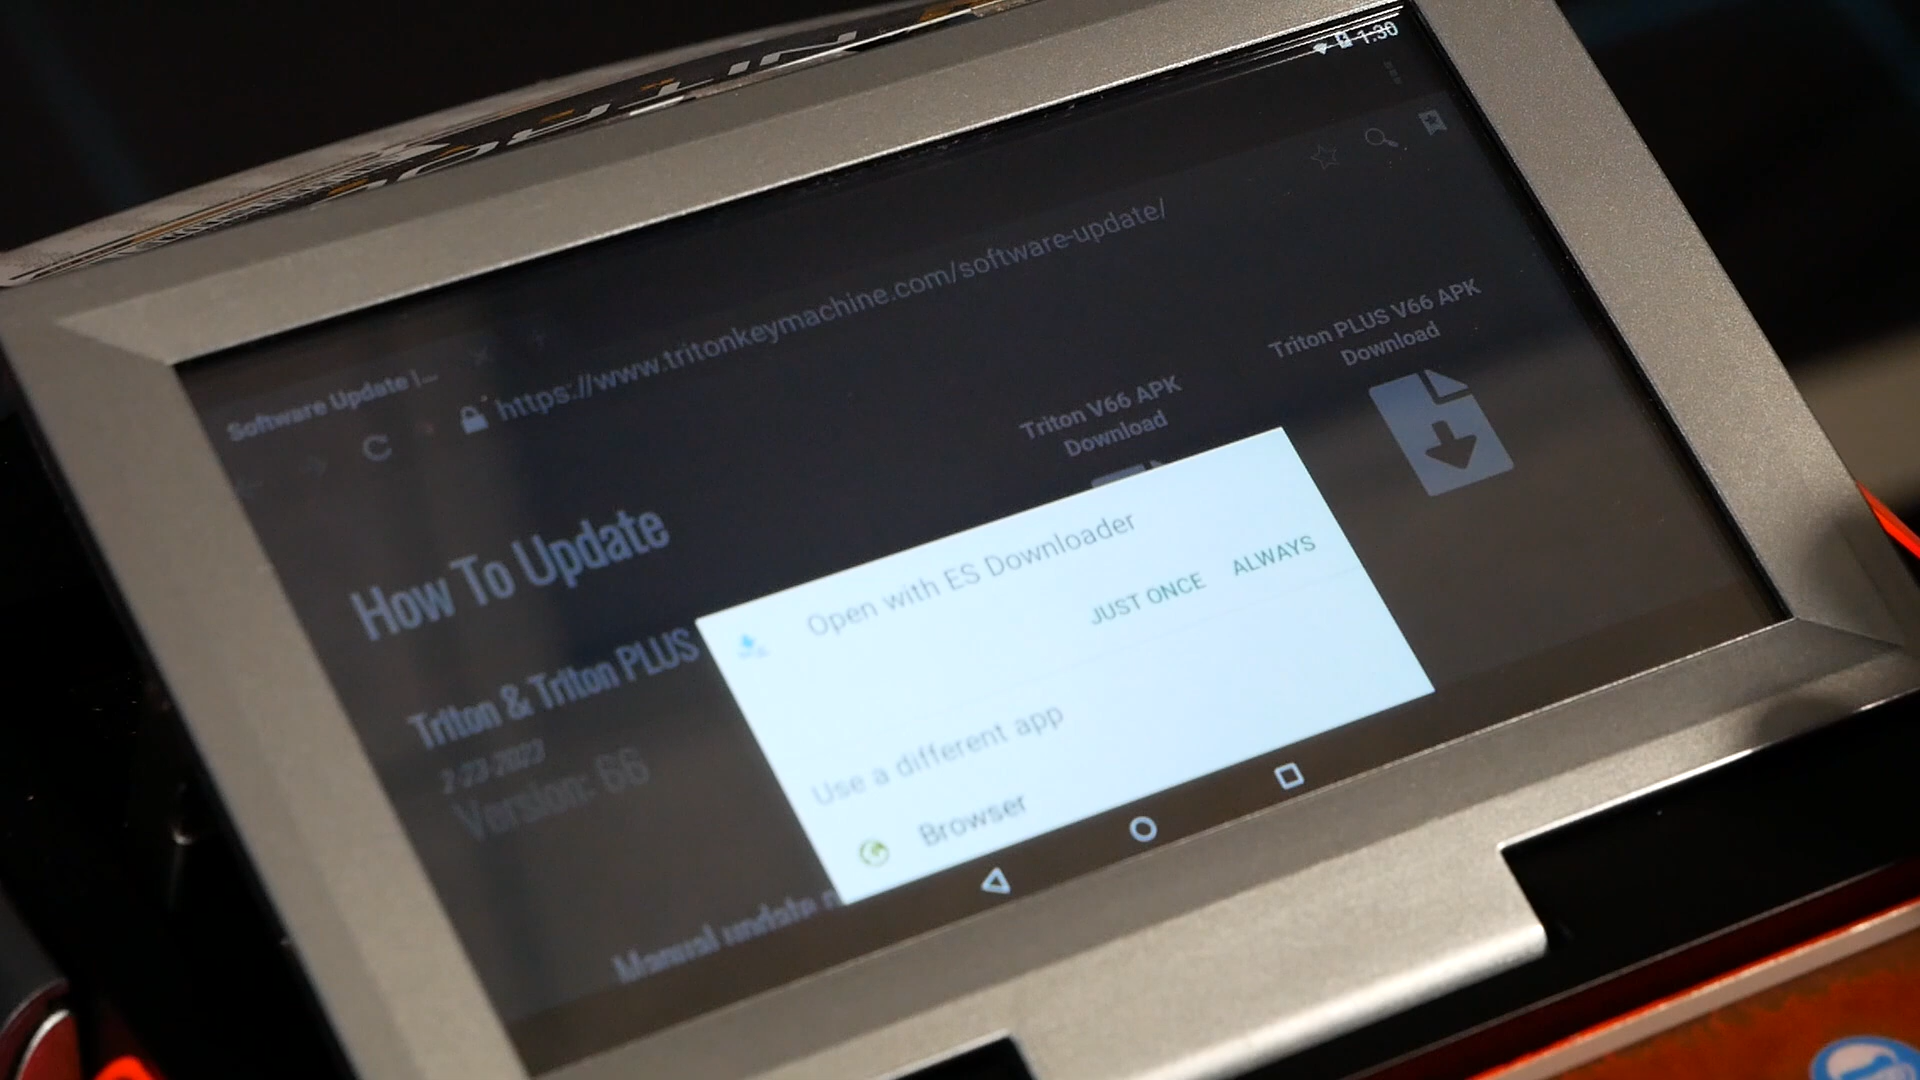 1:30
Software Update |...
https://www.tritonkeymachine.com/software-update/
How To Update
Triton & Triton PLUS
2-23-2023
Version: 66
Manual update
Triton V66 APK
Download
Triton PLUS V66 APK
Download
Open with ES Downloader
JUST ONCE
ALWAYS
Use a different app
Browser